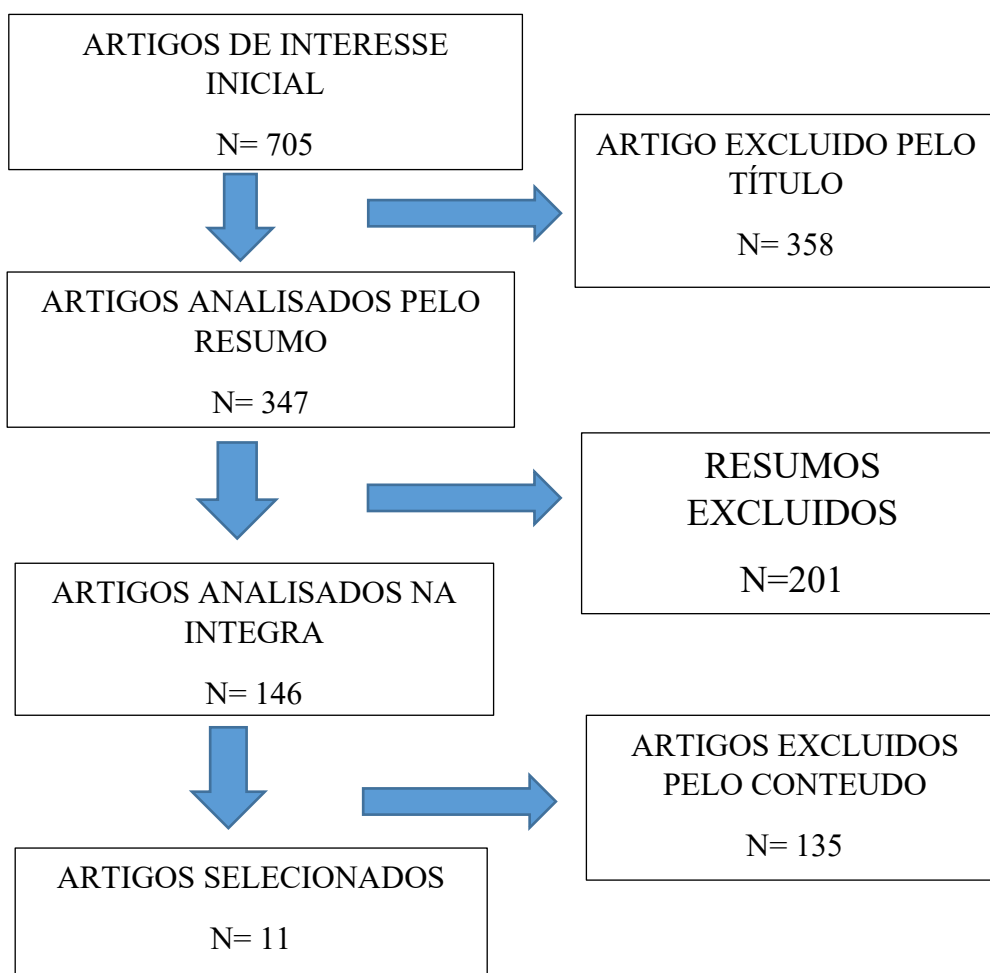 ARTIGOS DE INTERESSE
INICIAL
N= 705
ARTIGO EXCLUIDO PELO
TÍTULO
N= 358
ARTIGOS ANALISADOS PELO
RESUMO
N= 347
RESUMOS
EXCLUIDOS
N=201
ARTIGOS ANALISADOS NA
INTEGRA
N= 146
ARTIGOS EXCLUIDOS
PELO CONTEUDO
N= 135
ARTIGOS SELECIONADOS
N= 11